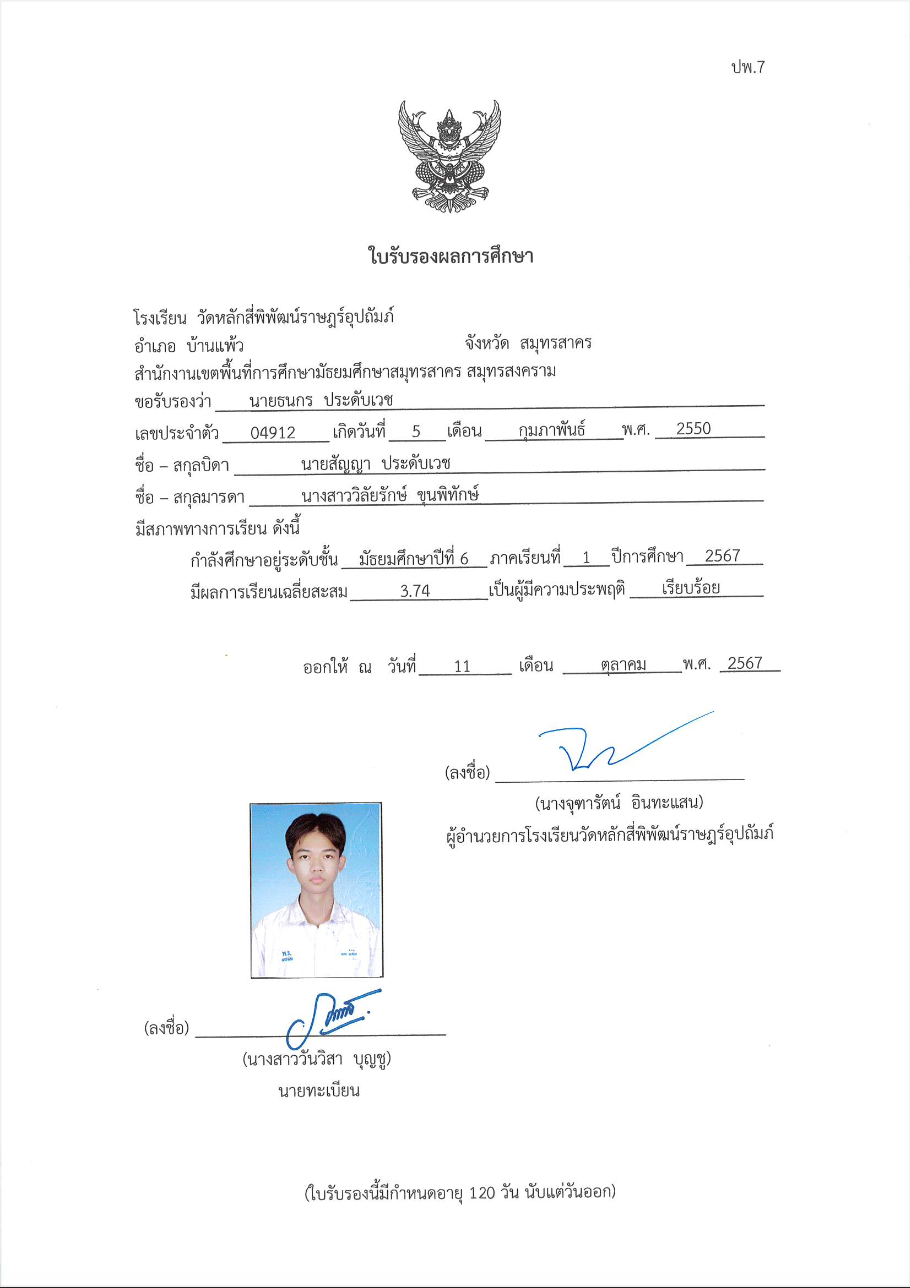 ปพ.7
ใบรับรองผลการศึกษา
โรงเรียน วัดหลักสี่พิพัฒน์ราษฎร์อุปถัมภ์
อำเภอ บ้านแพ้ว จังหวัด สมุทรสาคร
สำนักงานเขตพื้นที่การศึกษามัธยมศึกษาสมุทรสาคร สมุทรสงคราม
ขอรับรองว่า นายธนกร ประดับเวช
เลขประจำตัว 04912 เกิดวันที่ 5 เดือน กุมภาพันธ์ พ.ศ. 2550
ชื่อ – สกุลบิดา นายสัญญา ประดับเวช
ชื่อ – สกุลมารดา นางสาววิลัยรักษ์ ขุนพิทักษ์
มีสภาพทางการเรียน ดังนี้
กำลังศึกษาอยู่ระดับชั้น มัธยมศึกษาปีที่ 6 ภาคเรียนที่ 1 ปีการศึกษา 2567
มีผลการเรียนเฉลี่ยสะสม 3.74 เป็นผู้มีความประพฤติ เรียบร้อย
ออกให้ ณ วันที่ 11 เดือน ตุลาคม พ.ศ. 2567
(ลงชื่อ)
(นางจุฑารัตน์ อินทะแสน)
ผู้อำนวยการโรงเรียนวัดหลักสี่พิพัฒน์ราษฎร์อุปถัมภ์
(ลงชื่อ)
(นางสาววันวิสา บุญชู)
นายทะเบียน
(ใบรับรองนี้มีกำหนดอายุ 120 วัน นับแต่วันออก)